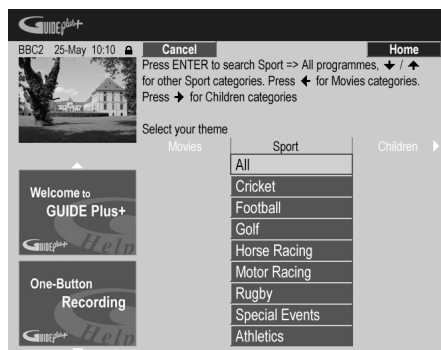 GUIDE plus+
BBC2 25-May 10:10
Cancel
Home
Press ENTER to search Sport => All programmes, ↓ / ↑
for other Sport categories. Press ← for Movies categories.
Press → for Children categories
Select your theme
Movies
Sport
Children
All
Cricket
Football
Golf
Horse Racing
Motor Racing
Rugby
Special Events
Athletics
Welcome to
GUIDE Plus+
GUIDE plus+ Help
One-Button
Recording
GUIDE plus+ Help